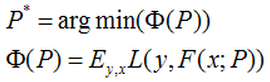 P* = arg min(Φ(P))
Φ(P) = E_{y,x}L(y, F(x; P))